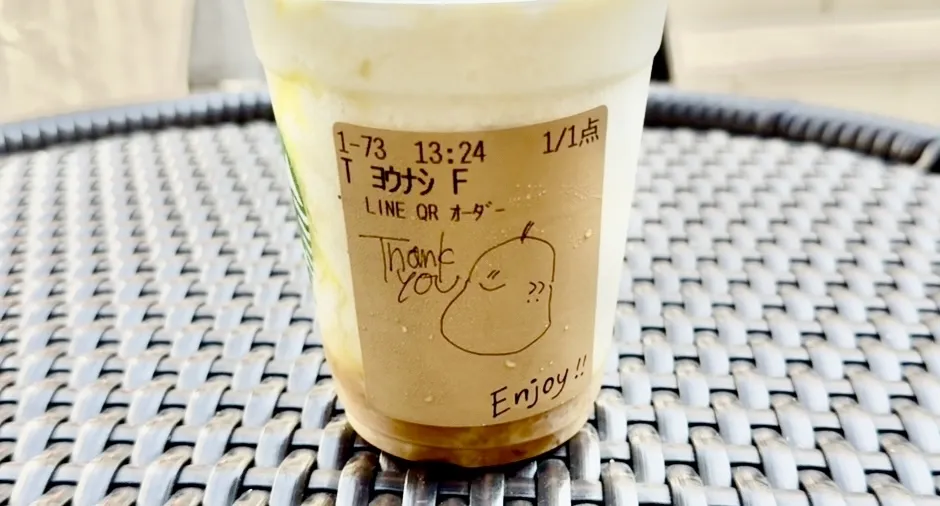 1-73 13:24 1/1点
T ヨウナシ F
LINE QR オーダー
Thank
You
Enjoy!!